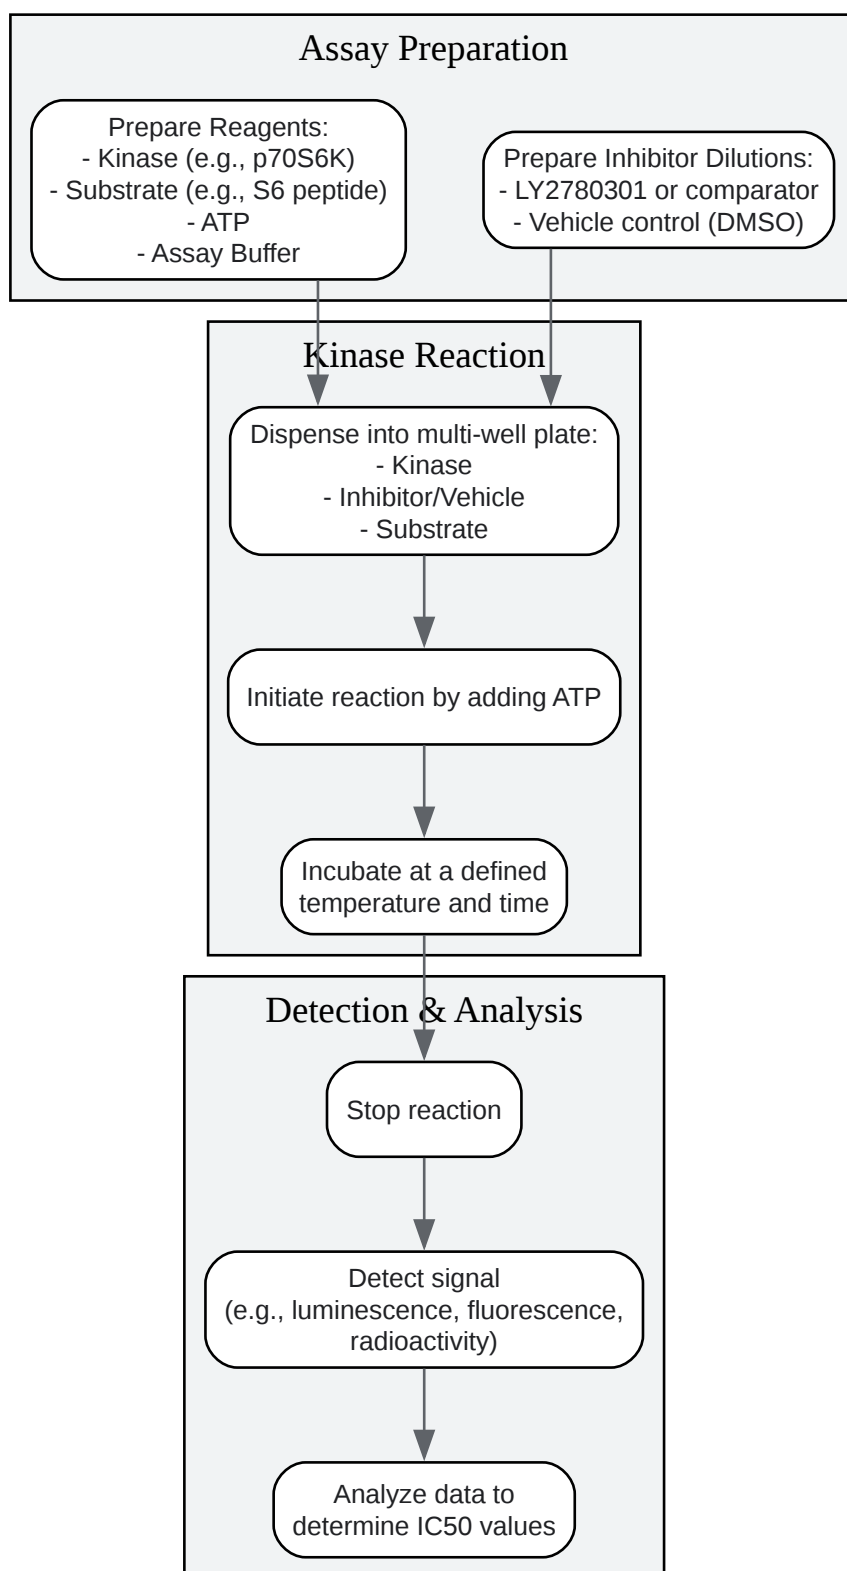 Assay Preparation
Prepare Reagents:
- Kinase (e.g., p70S6K)
- Substrate (e.g., S6 peptide)
- ATP
- Assay Buffer
Prepare Inhibitor Dilutions:
- LY2780301 or comparator
- Vehicle control (DMSO)
Kinase Reaction
Dispense into multi-well plate:
- Kinase
- Inhibitor/Vehicle
- Substrate
Initiate reaction by adding ATP
Incubate at a defined
temperature and time
Detection & Analysis
Stop reaction
Detect signal
(e.g., luminescence, fluorescence,
radioactivity)
Analyze data to
determine IC50 values